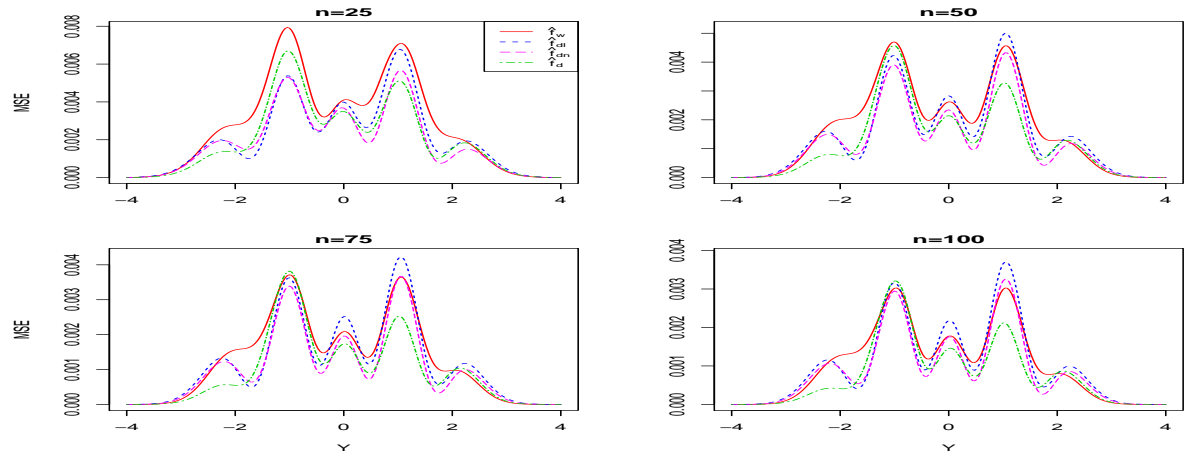 n=25
MSE
0.000 0.002 0.004 0.006 0.008
−4 −2 0 2 4
f̂w
f̂dl
f̂dn
f̂d
n=50
0.000 0.002 0.004
−4 −2 0 2 4
n=75
MSE
0.000 0.001 0.002 0.003 0.004
−4 −2 0 2 4
Y
n=100
0.000 0.001 0.002 0.003 0.004
−4 −2 0 2 4
Y